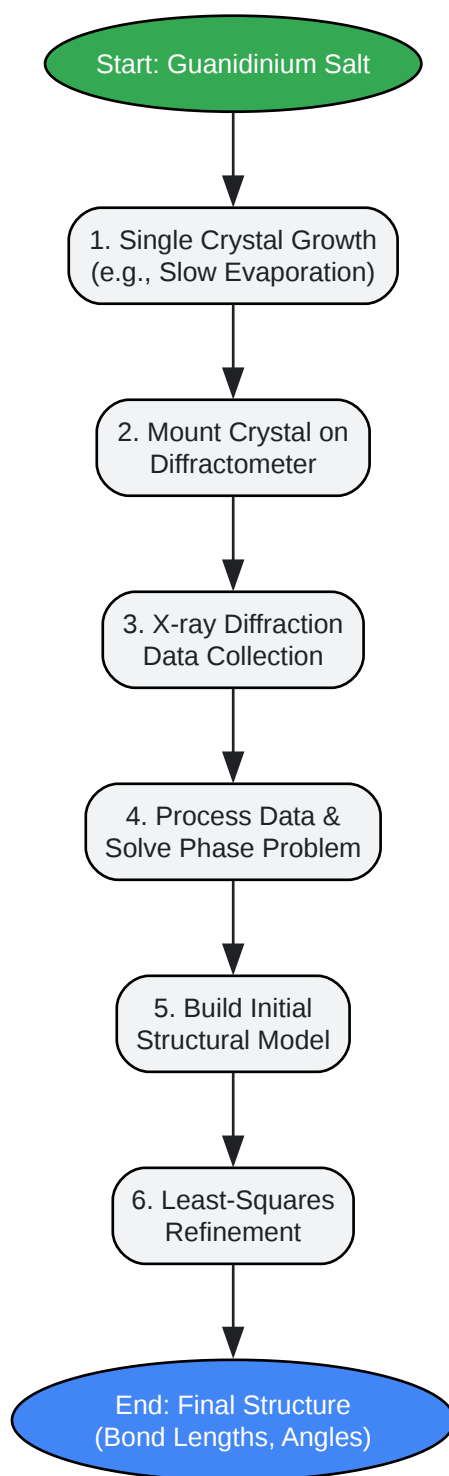 Start: Guanidinium Salt
1. Single Crystal Growth
(e.g., Slow Evaporation)
2. Mount Crystal on
Diffractometer
3. X-ray Diffraction
Data Collection
4. Process Data &
Solve Phase Problem
5. Build Initial
Structural Model
6. Least-Squares
Refinement
End: Final Structure
(Bond Lengths, Angles)